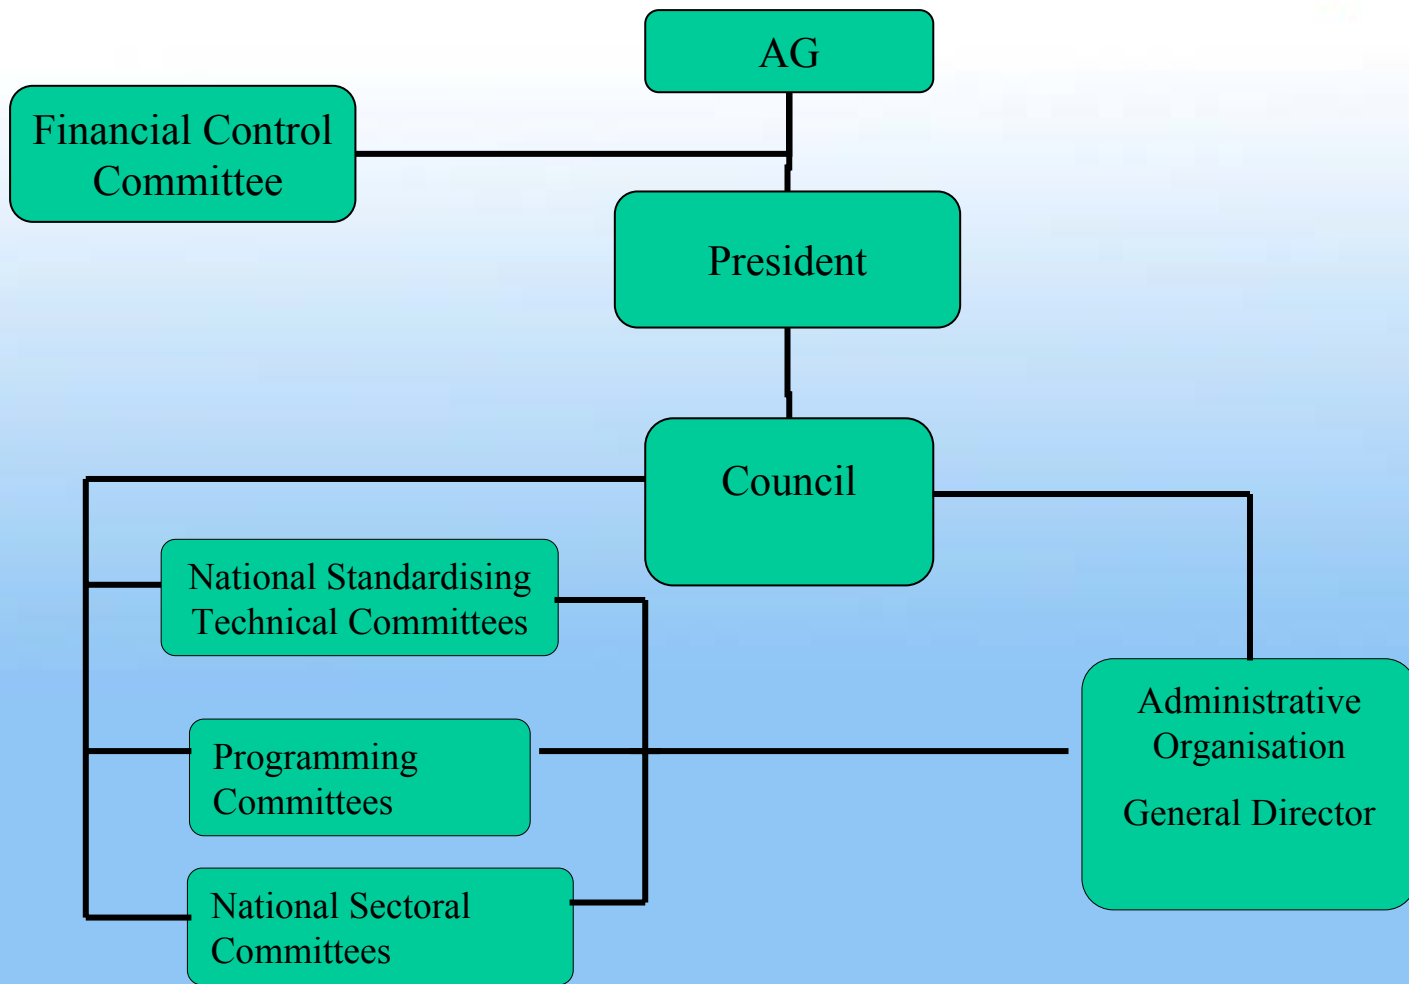 AG
Financial Control
Committee
President
Council
National Standardising
Technical Committees
Administrative
Organisation
General Director
Programming
Committees
National Sectoral
Committees